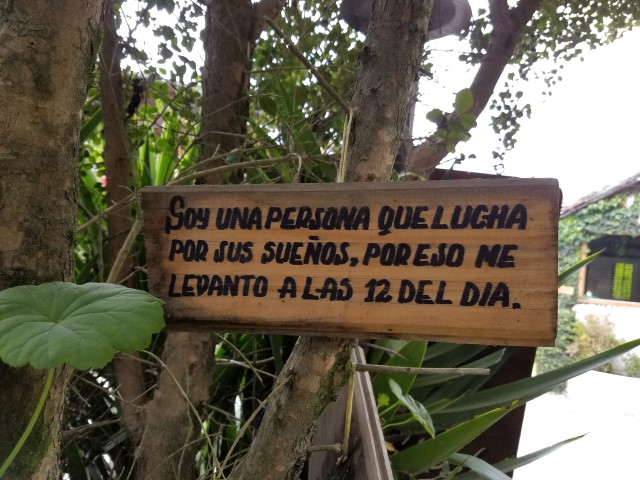 SOY UNA PERSONA QUE LUCHA
POR SUS SUEÑOS, POR ESO ME
LEVANTO A LAS 12 DEL DIA.